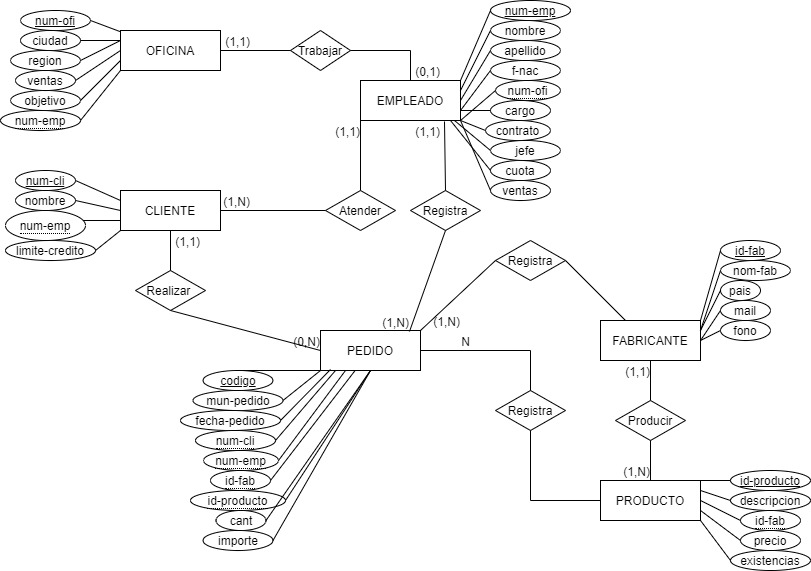 num-ofi
ciudad
region
ventas
objetivo
num-emp
OFICINA
(1,1)
Trabajar
(0,1)
EMPLEADO
num-emp
nombre
apellido
f-nac
num-ofi
cargo
contrato
jefe
cuota
ventas
(1,1)
(1,1)
num-cli
nombre
num-emp
limite-credito
CLIENTE
(1,N)
Atender
Registra
(1,1)
Realizar
(0,N)
(1,N)
(1,N)
Registra
PEDIDO
N
codigo
mun-pedido
fecha-pedido
num-cli
num-emp
id-fab
id-producto
cant
importe
Registra
id-fab
nom-fab
pais
mail
fono
FABRICANTE
(1,1)
Producir
(1,N)
PRODUCTO
id-producto
descripcion
id-fab
precio
existencias